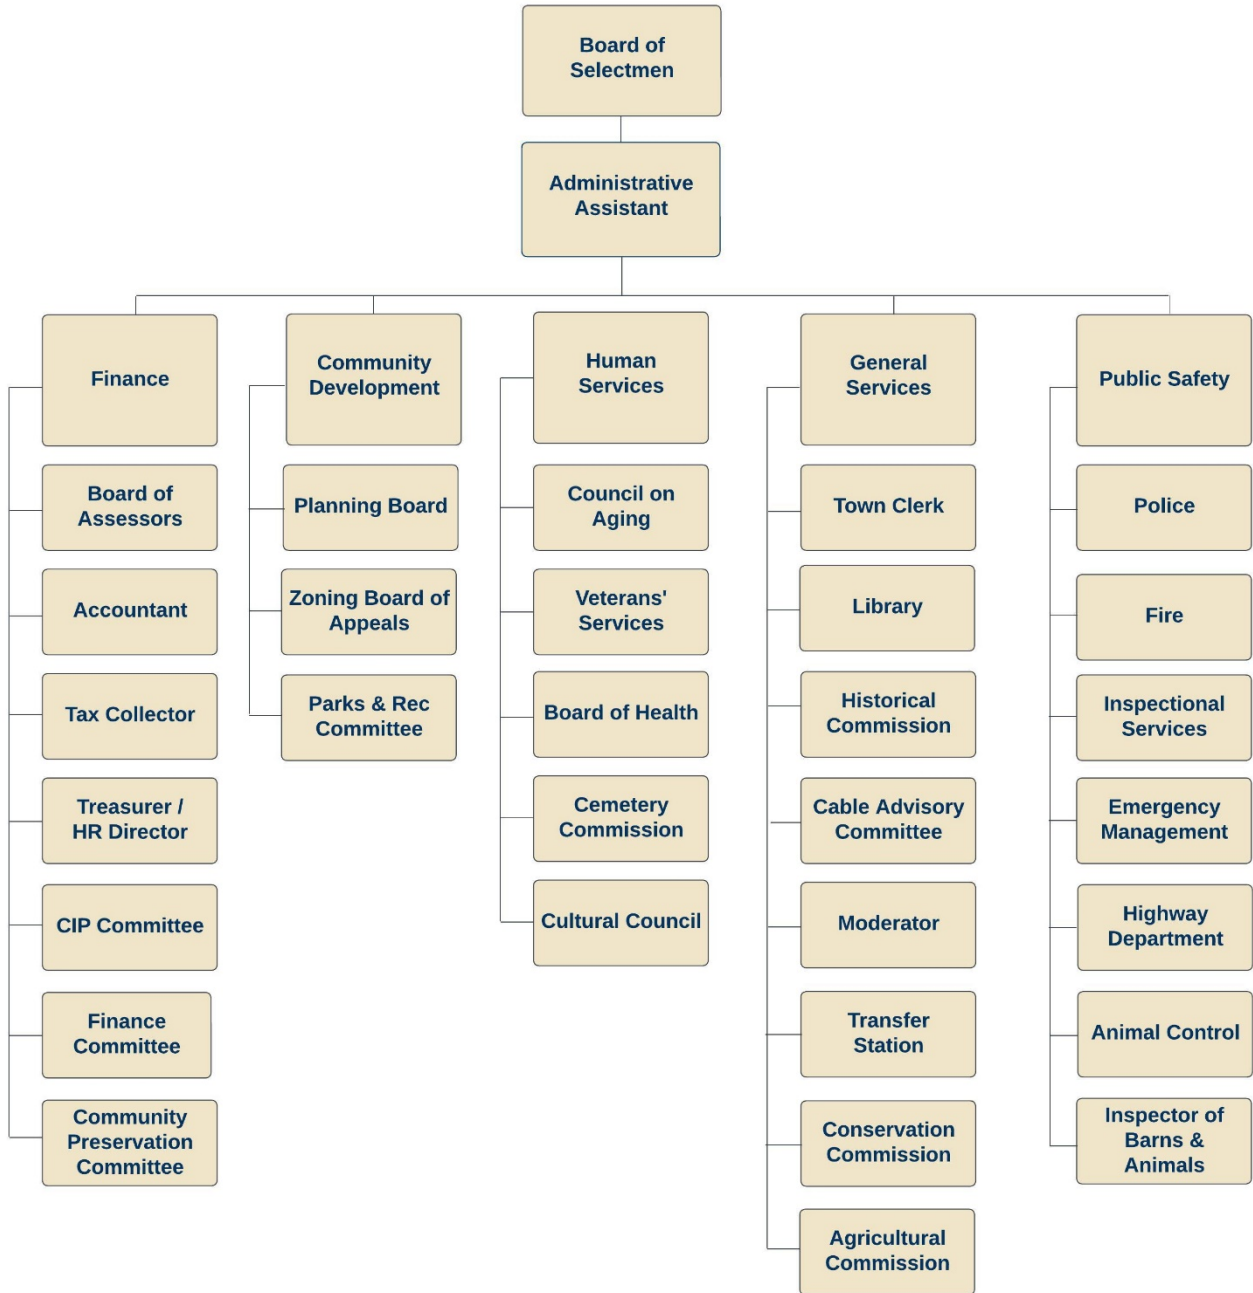 Board of
Selectmen
Administrative
Assistant
Finance
Board of
Assessors
Accountant
Tax Collector
Treasurer /
HR Director
CIP Committee
Finance
Committee
Community
Preservation
Committee
Community
Development
Planning Board
Zoning Board of
Appeals
Parks & Rec
Committee
Human
Services
Council on
Aging
Veterans'
Services
Board of Health
Cemetery
Commission
Cultural Council
General
Services
Town Clerk
Library
Historical
Commission
Cable Advisory
Committee
Moderator
Transfer
Station
Conservation
Commission
Agricultural
Commission
Public Safety
Police
Fire
Inspectional
Services
Emergency
Management
Highway
Department
Animal Control
Inspector of
Barns &
Animals